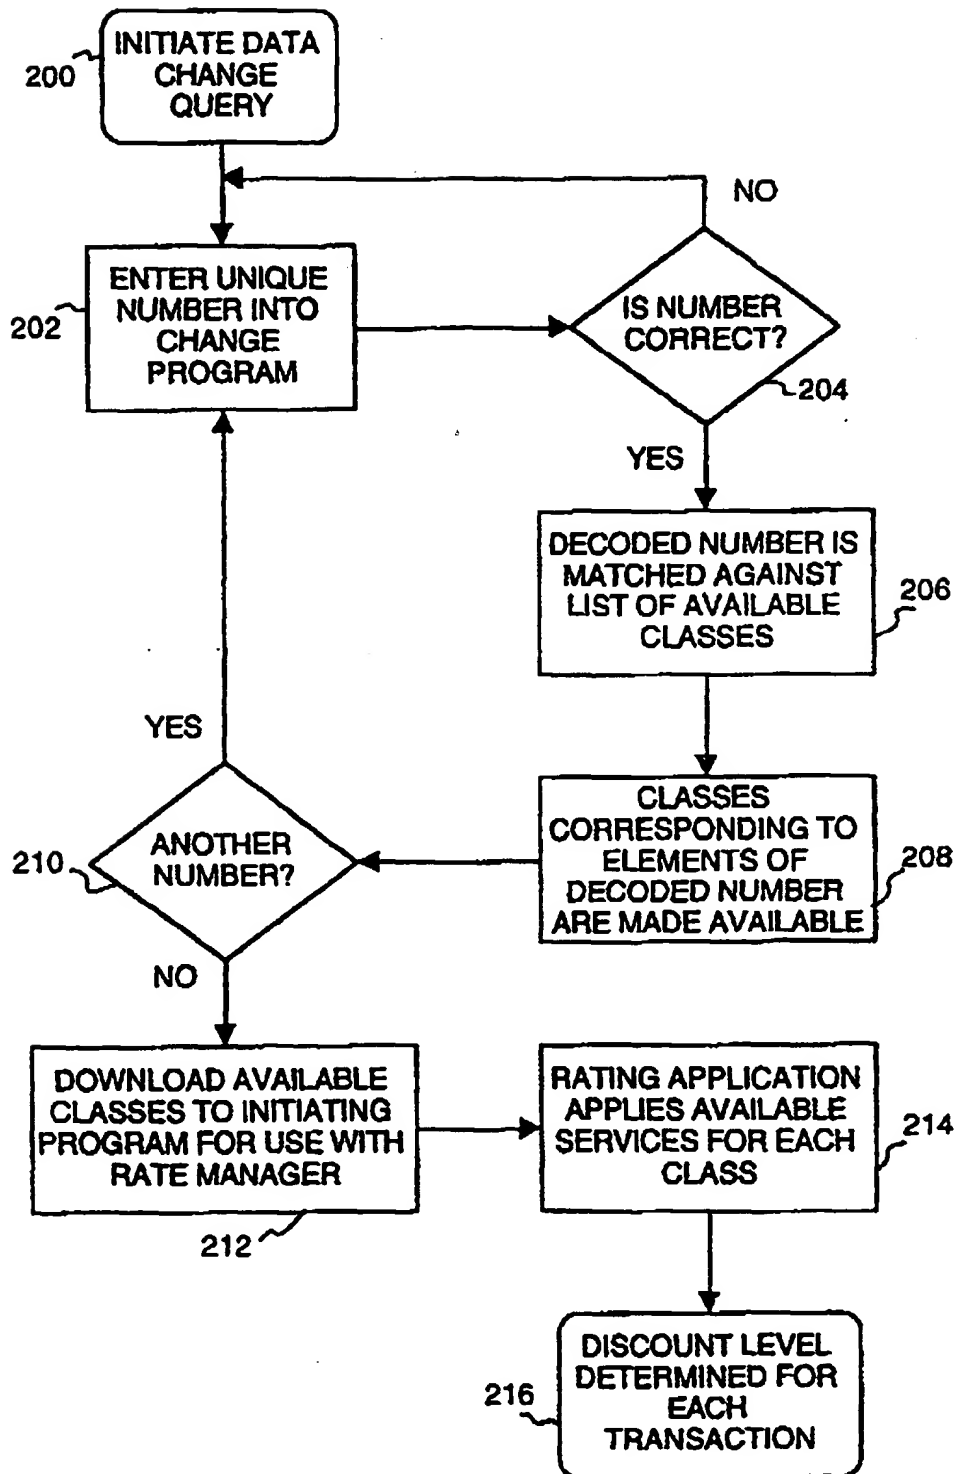 INITIATE DATA
CHANGE
QUERY
200
NO
ENTER UNIQUE
NUMBER INTO
CHANGE
PROGRAM
202
IS NUMBER
CORRECT?
204
YES
DECODED NUMBER IS
MATCHED AGAINST
LIST OF AVAILABLE
CLASSES
206
CLASSES
CORRESPONDING TO
ELEMENTS OF
DECODED NUMBER
ARE MADE AVAILABLE
208
YES
ANOTHER
NUMBER?
210
NO
DOWNLOAD AVAILABLE
CLASSES TO INITIATING
PROGRAM FOR USE WITH
RATE MANAGER
212
RATING APPLICATION
APPLIES AVAILABLE
SERVICES FOR EACH
CLASS
214
DISCOUNT LEVEL
DETERMINED FOR
EACH
TRANSACTION
216